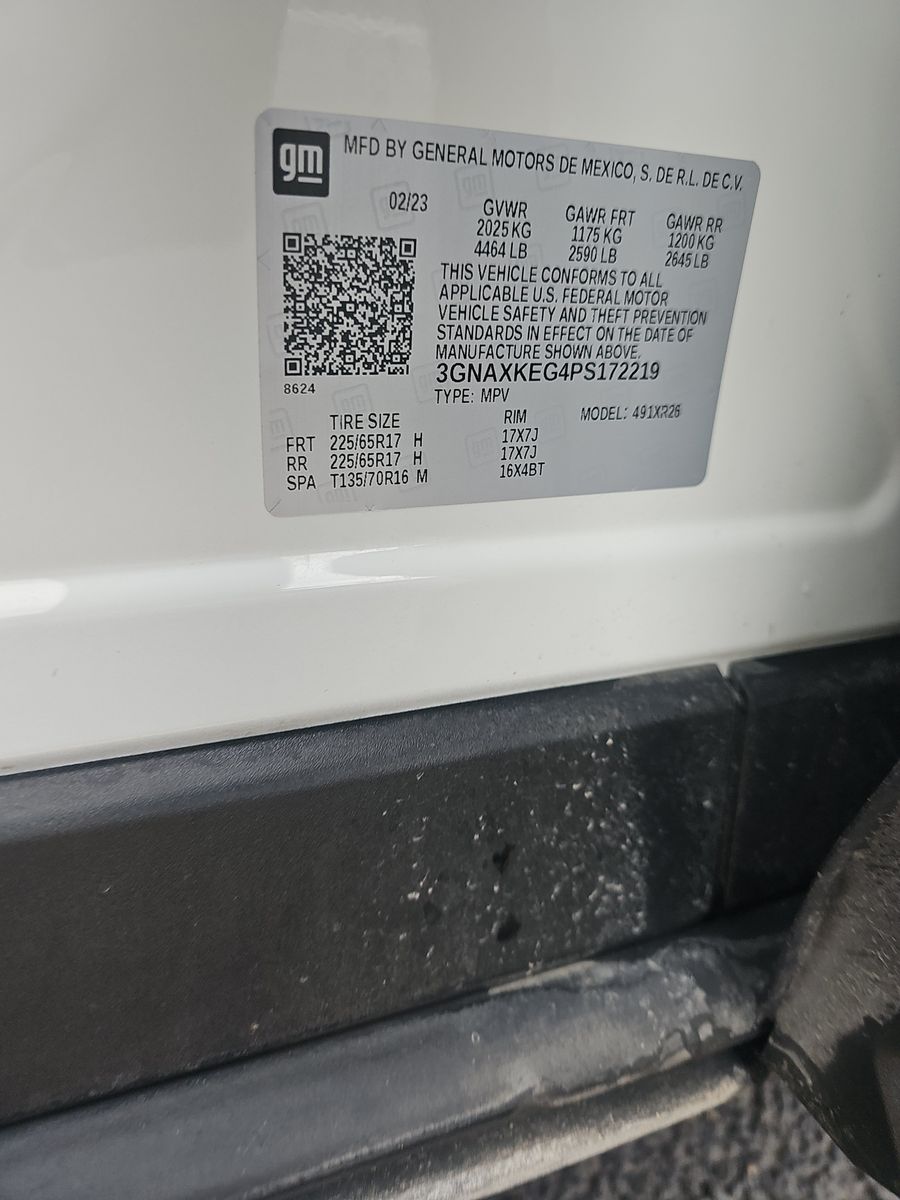 gm
MFD BY GENERAL MOTORS DE MEXICO, S. DE R.L. DE C.V.
02/23
GVWR GAWR FRT GAWR RR
2025 KG 1175 KG 1200 KG
4464 LB 2590 LB 2645 LB
THIS VEHICLE CONFORMS TO ALL
APPLICABLE U.S. FEDERAL MOTOR
VEHICLE SAFETY AND THEFT PREVENTION
STANDARDS IN EFFECT ON THE DATE OF
MANUFACTURE SHOWN ABOVE.
3GNAXKEG4PS172219
8624
TYPE: MPV MODEL: 491XR26
TIRE SIZE RIM
FRT 225/65R17 H 17X7J
RR 225/65R17 H 17X7J
SPA T135/70R16 M 16X4BT